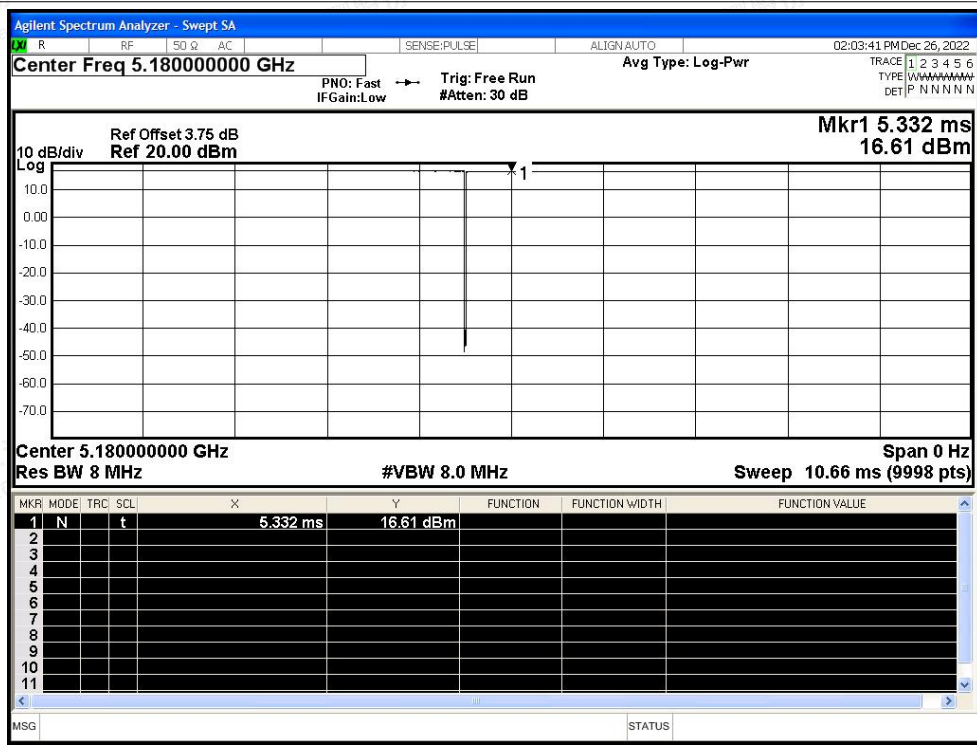 Agilent Spectrum Analyzer - Swept SA
LXI R RF 50 Ω AC SENSE:PULSE ALIGN AUTO 02:03:41 PM Dec 26, 2022
Center Freq 5.180000000 GHz Avg Type: Log-Pwr TRACE 1 2 3 4 5 6
PNO: Fast Trig: Free Run TYPE WWWWWW
IFGain:Low #Atten: 30 dB DET P N N N N N
Mkr1 5.332 ms
Ref Offset 3.75 dB
10 dB/div Ref 20.00 dBm 16.61 dBm
Log
1
10.0
0.00
-10.0
-20.0
-30.0
-40.0
-50.0
-60.0
-70.0
Center 5.180000000 GHz Span 0 Hz
Res BW 8 MHz #VBW 8.0 MHz Sweep 10.66 ms (9998 pts)
MKR MODE TRC SCL X Y FUNCTION FUNCTION WIDTH FUNCTION VALUE
1 N t 5.332 ms 16.61 dBm
2
3
4
5
6
7
8
9
10
11
MSG STATUS